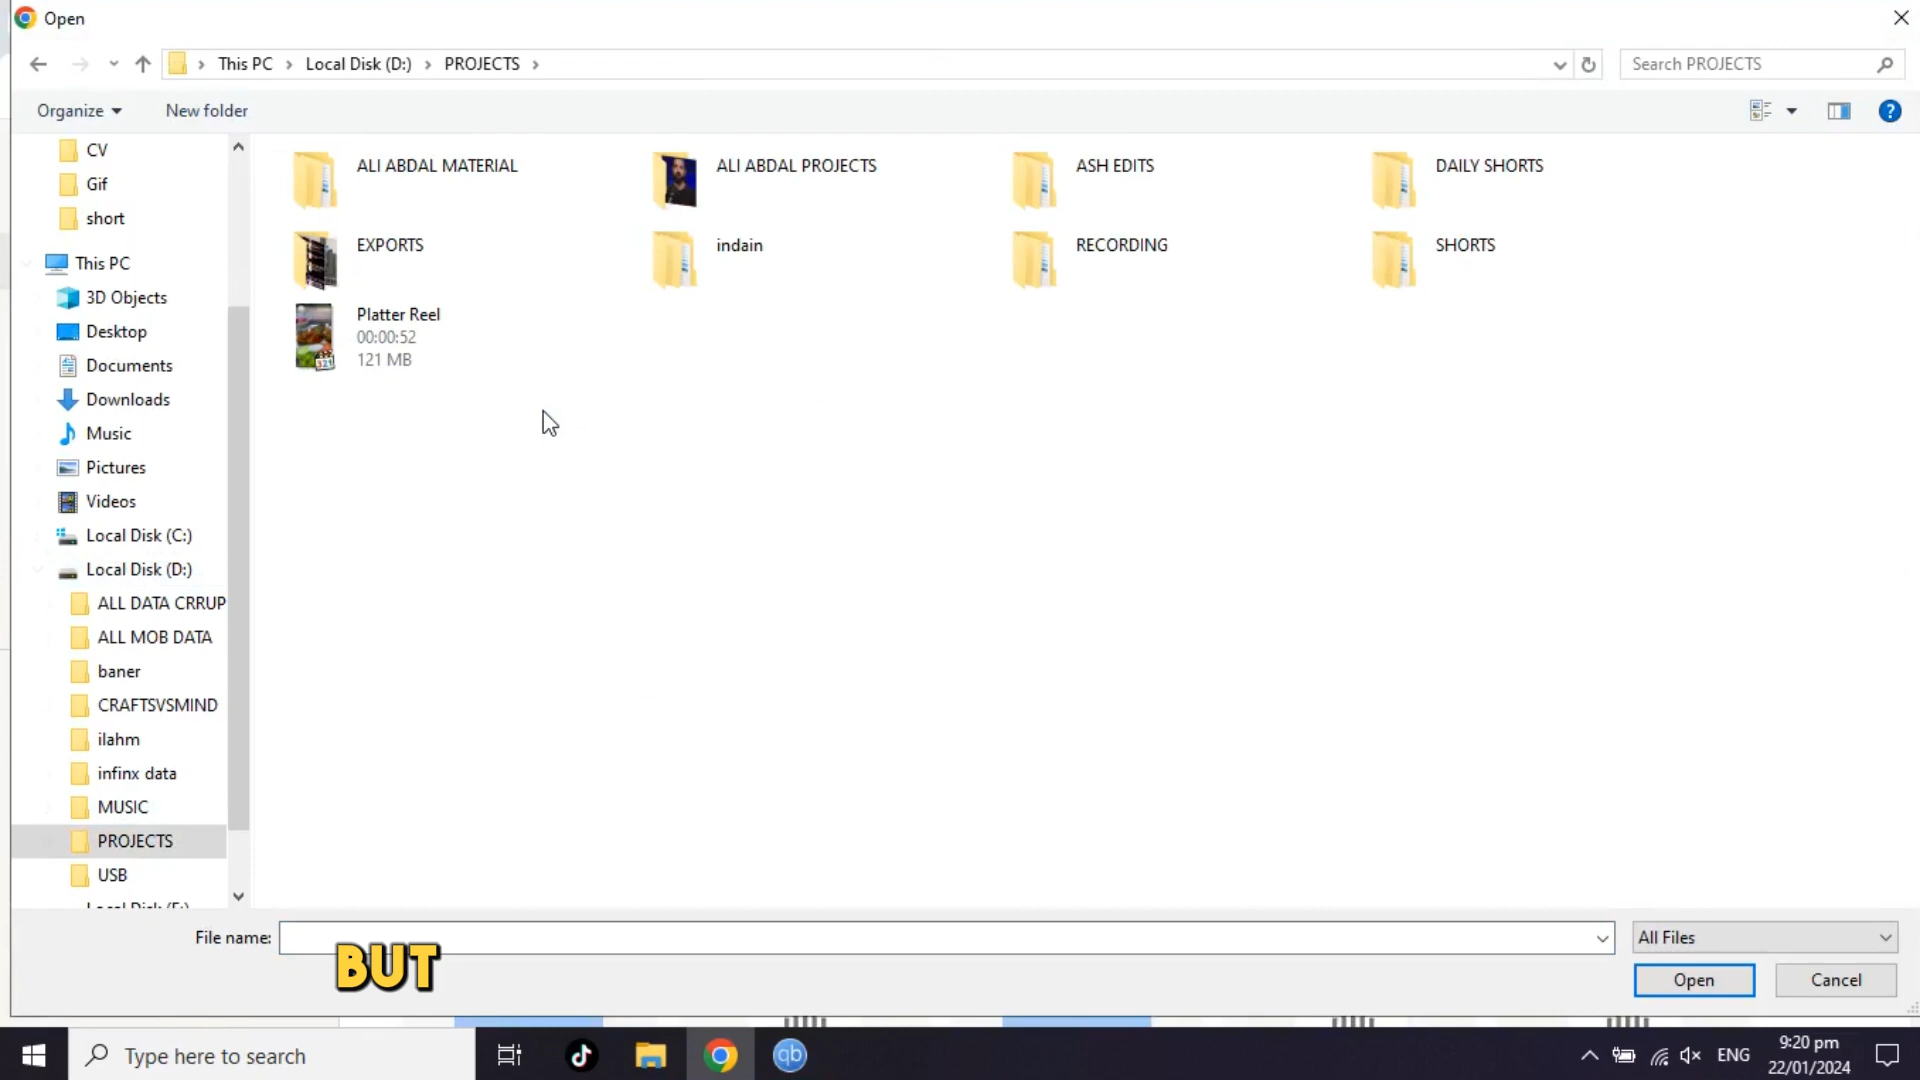 Open
This PC > Local Disk (D:) > PROJECTS >
Search PROJECTS
Organize
New folder
CV
Gif
short
This PC
3D Objects
Desktop
Documents
Downloads
Music
Pictures
Videos
Local Disk (C:)
Local Disk (D:)
ALL DATA CRRUP
ALL MOB DATA
baner
CRAFTSVSMIND
ilahm
infinx data
MUSIC
PROJECTS
USB
Local Disk (E:)
ALI ABDAL MATERIAL
ALI ABDAL PROJECTS
ASH EDITS
DAILY SHORTS
EXPORTS
indain
RECORDING
SHORTS
Platter Reel
00:00:52
121 MB
File name:
All Files
BUT
Open
Cancel
Type here to search
qb
ENG
9:20 pm
22/01/2024